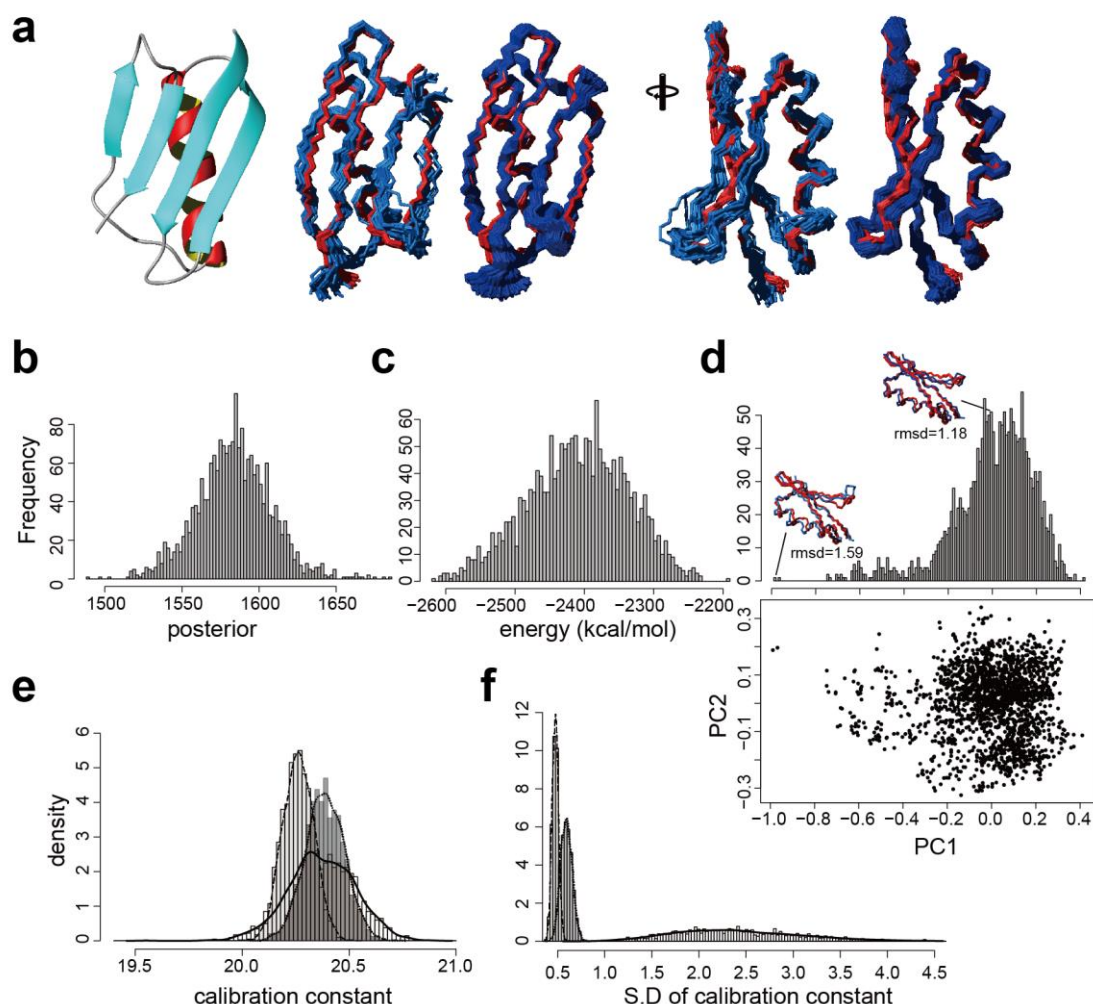 a
b
c
d
Frequency
0 20 40 60 80
1500 1550 1600 1650
posterior
0 10 20 30 40 50 60
−2600 −2500 −2400 −2300 −2200
energy (kcal/mol)
0 10 20 30 40 50
rmsd=1.18
rmsd=1.59
PC2
−0.3 −0.1 0.1 0.3
−1.0 −0.8 −0.6 −0.4 −0.2 0.0 0.2 0.4
PC1
e
f
density
0 1 2 3 4 5 6
19.5 20.0 20.5 21.0
calibration constant
0 2 4 6 8 10 12
0.5 1.0 1.5 2.0 2.5 3.0 3.5 4.0 4.5
S.D of calibration constant